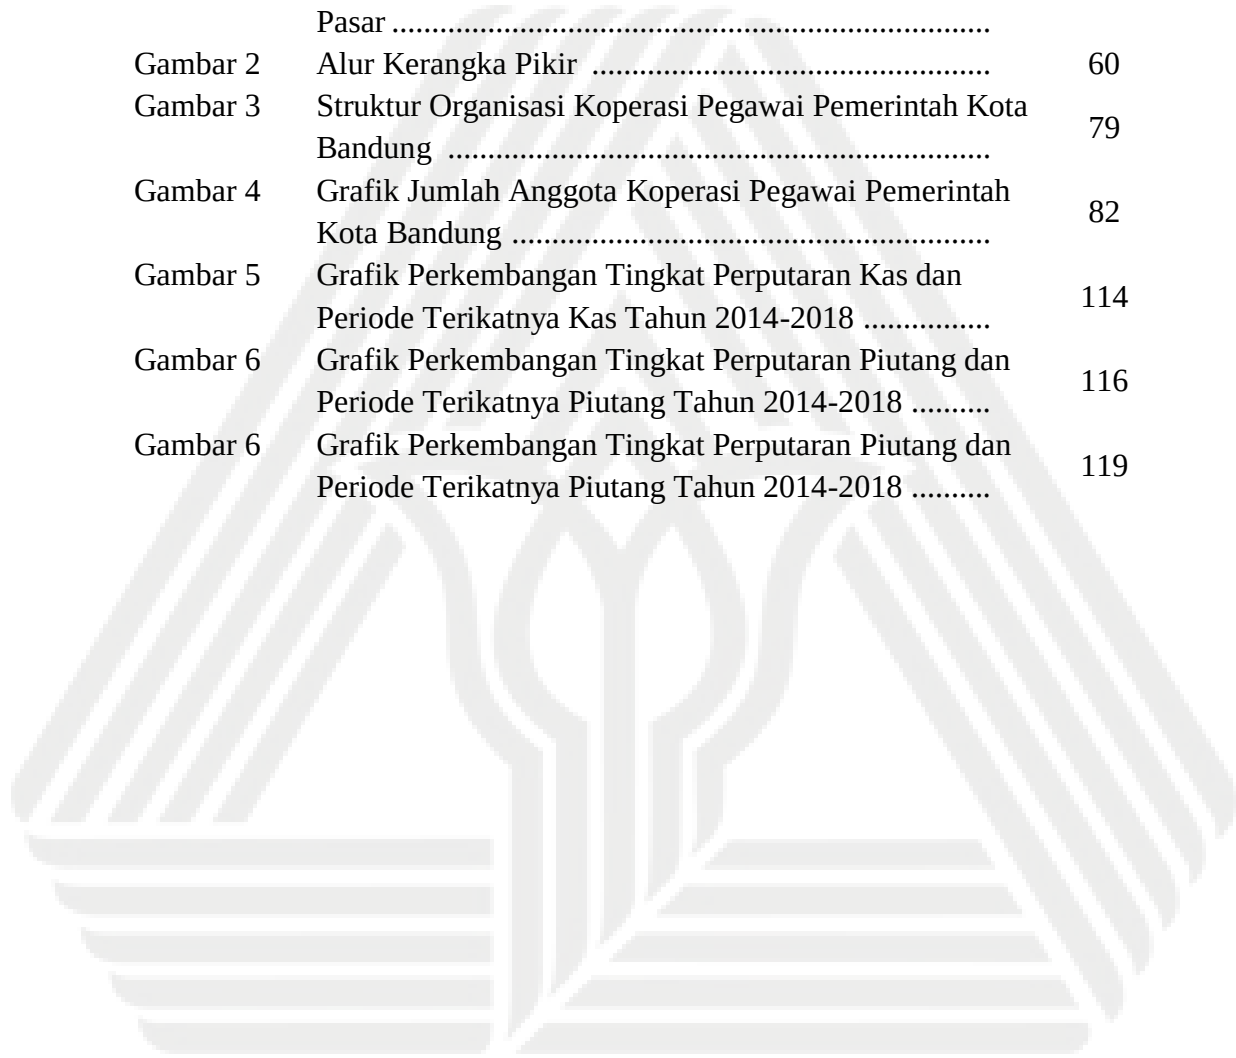 Pasar ...........................................................................
Gambar 2 Alur Kerangka Pikir .................................................. 60
Gambar 3 Struktur Organisasi Koperasi Pegawai Pemerintah Kota
Bandung .................................................................... 79
Gambar 4 Grafik Jumlah Anggota Koperasi Pegawai Pemerintah
Kota Bandung ............................................................ 82
Gambar 5 Grafik Perkembangan Tingkat Perputaran Kas dan
Periode Terikatnya Kas Tahun 2014-2018 ................ 114
Gambar 6 Grafik Perkembangan Tingkat Perputaran Piutang dan
Periode Terikatnya Piutang Tahun 2014-2018 .......... 116
Gambar 6 Grafik Perkembangan Tingkat Perputaran Piutang dan
Periode Terikatnya Piutang Tahun 2014-2018 .......... 119